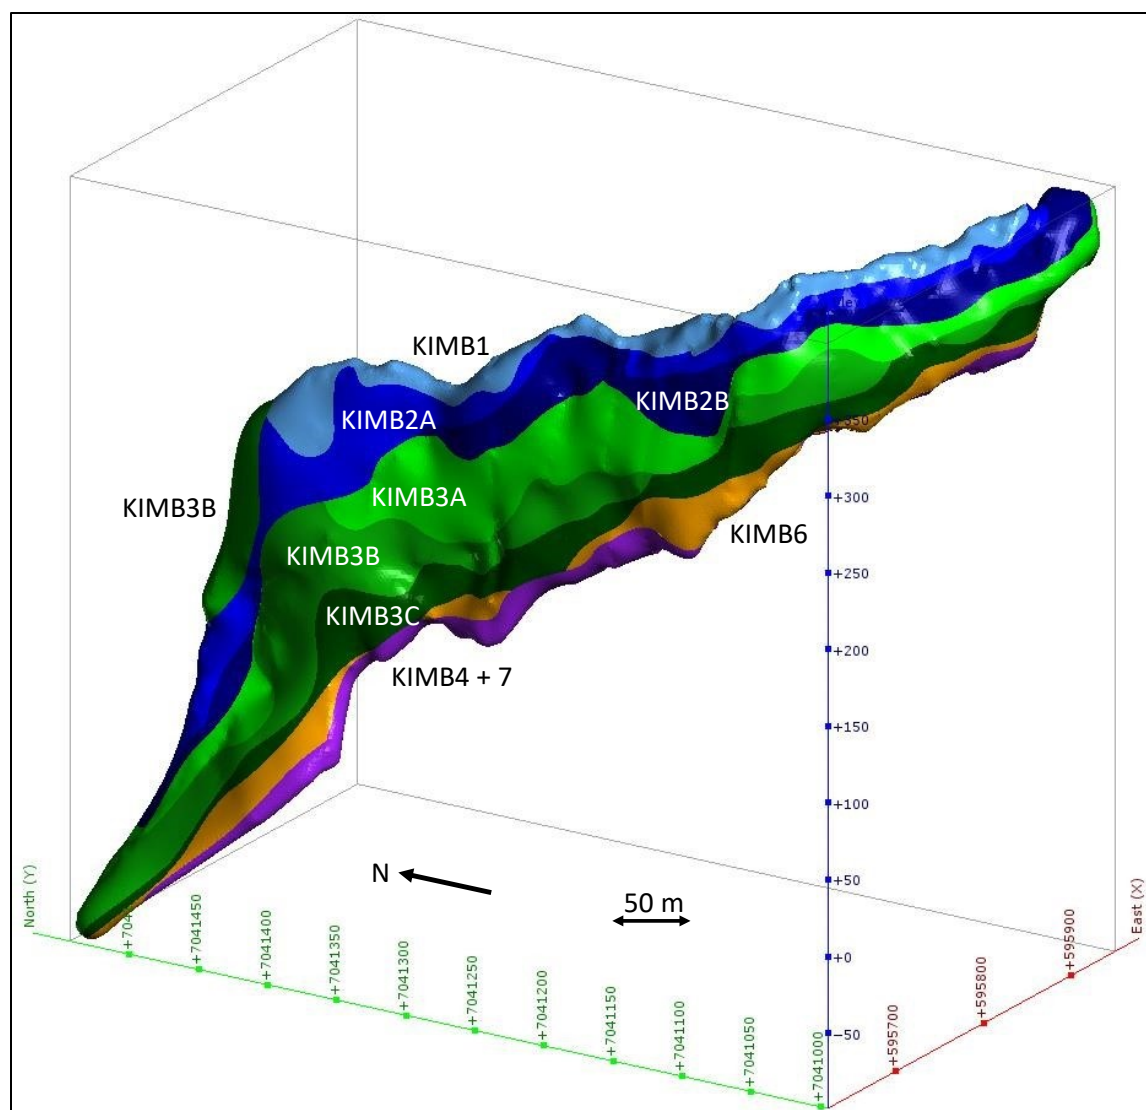 KIMB1
KIMB2A
KIMB2B
KIMB3B
KIMB3A
KIMB3B
KIMB6
KIMB3C
KIMB4 + 7
+300
+250
+200
+150
+100
+50
+0
−50
N
50 m
North (Y)
+7041450
+7041400
+7041350
+7041300
+7041250
+7041200
+7041150
+7041100
+7041050
+7041000
East (X)
+595900
+595800
+595700